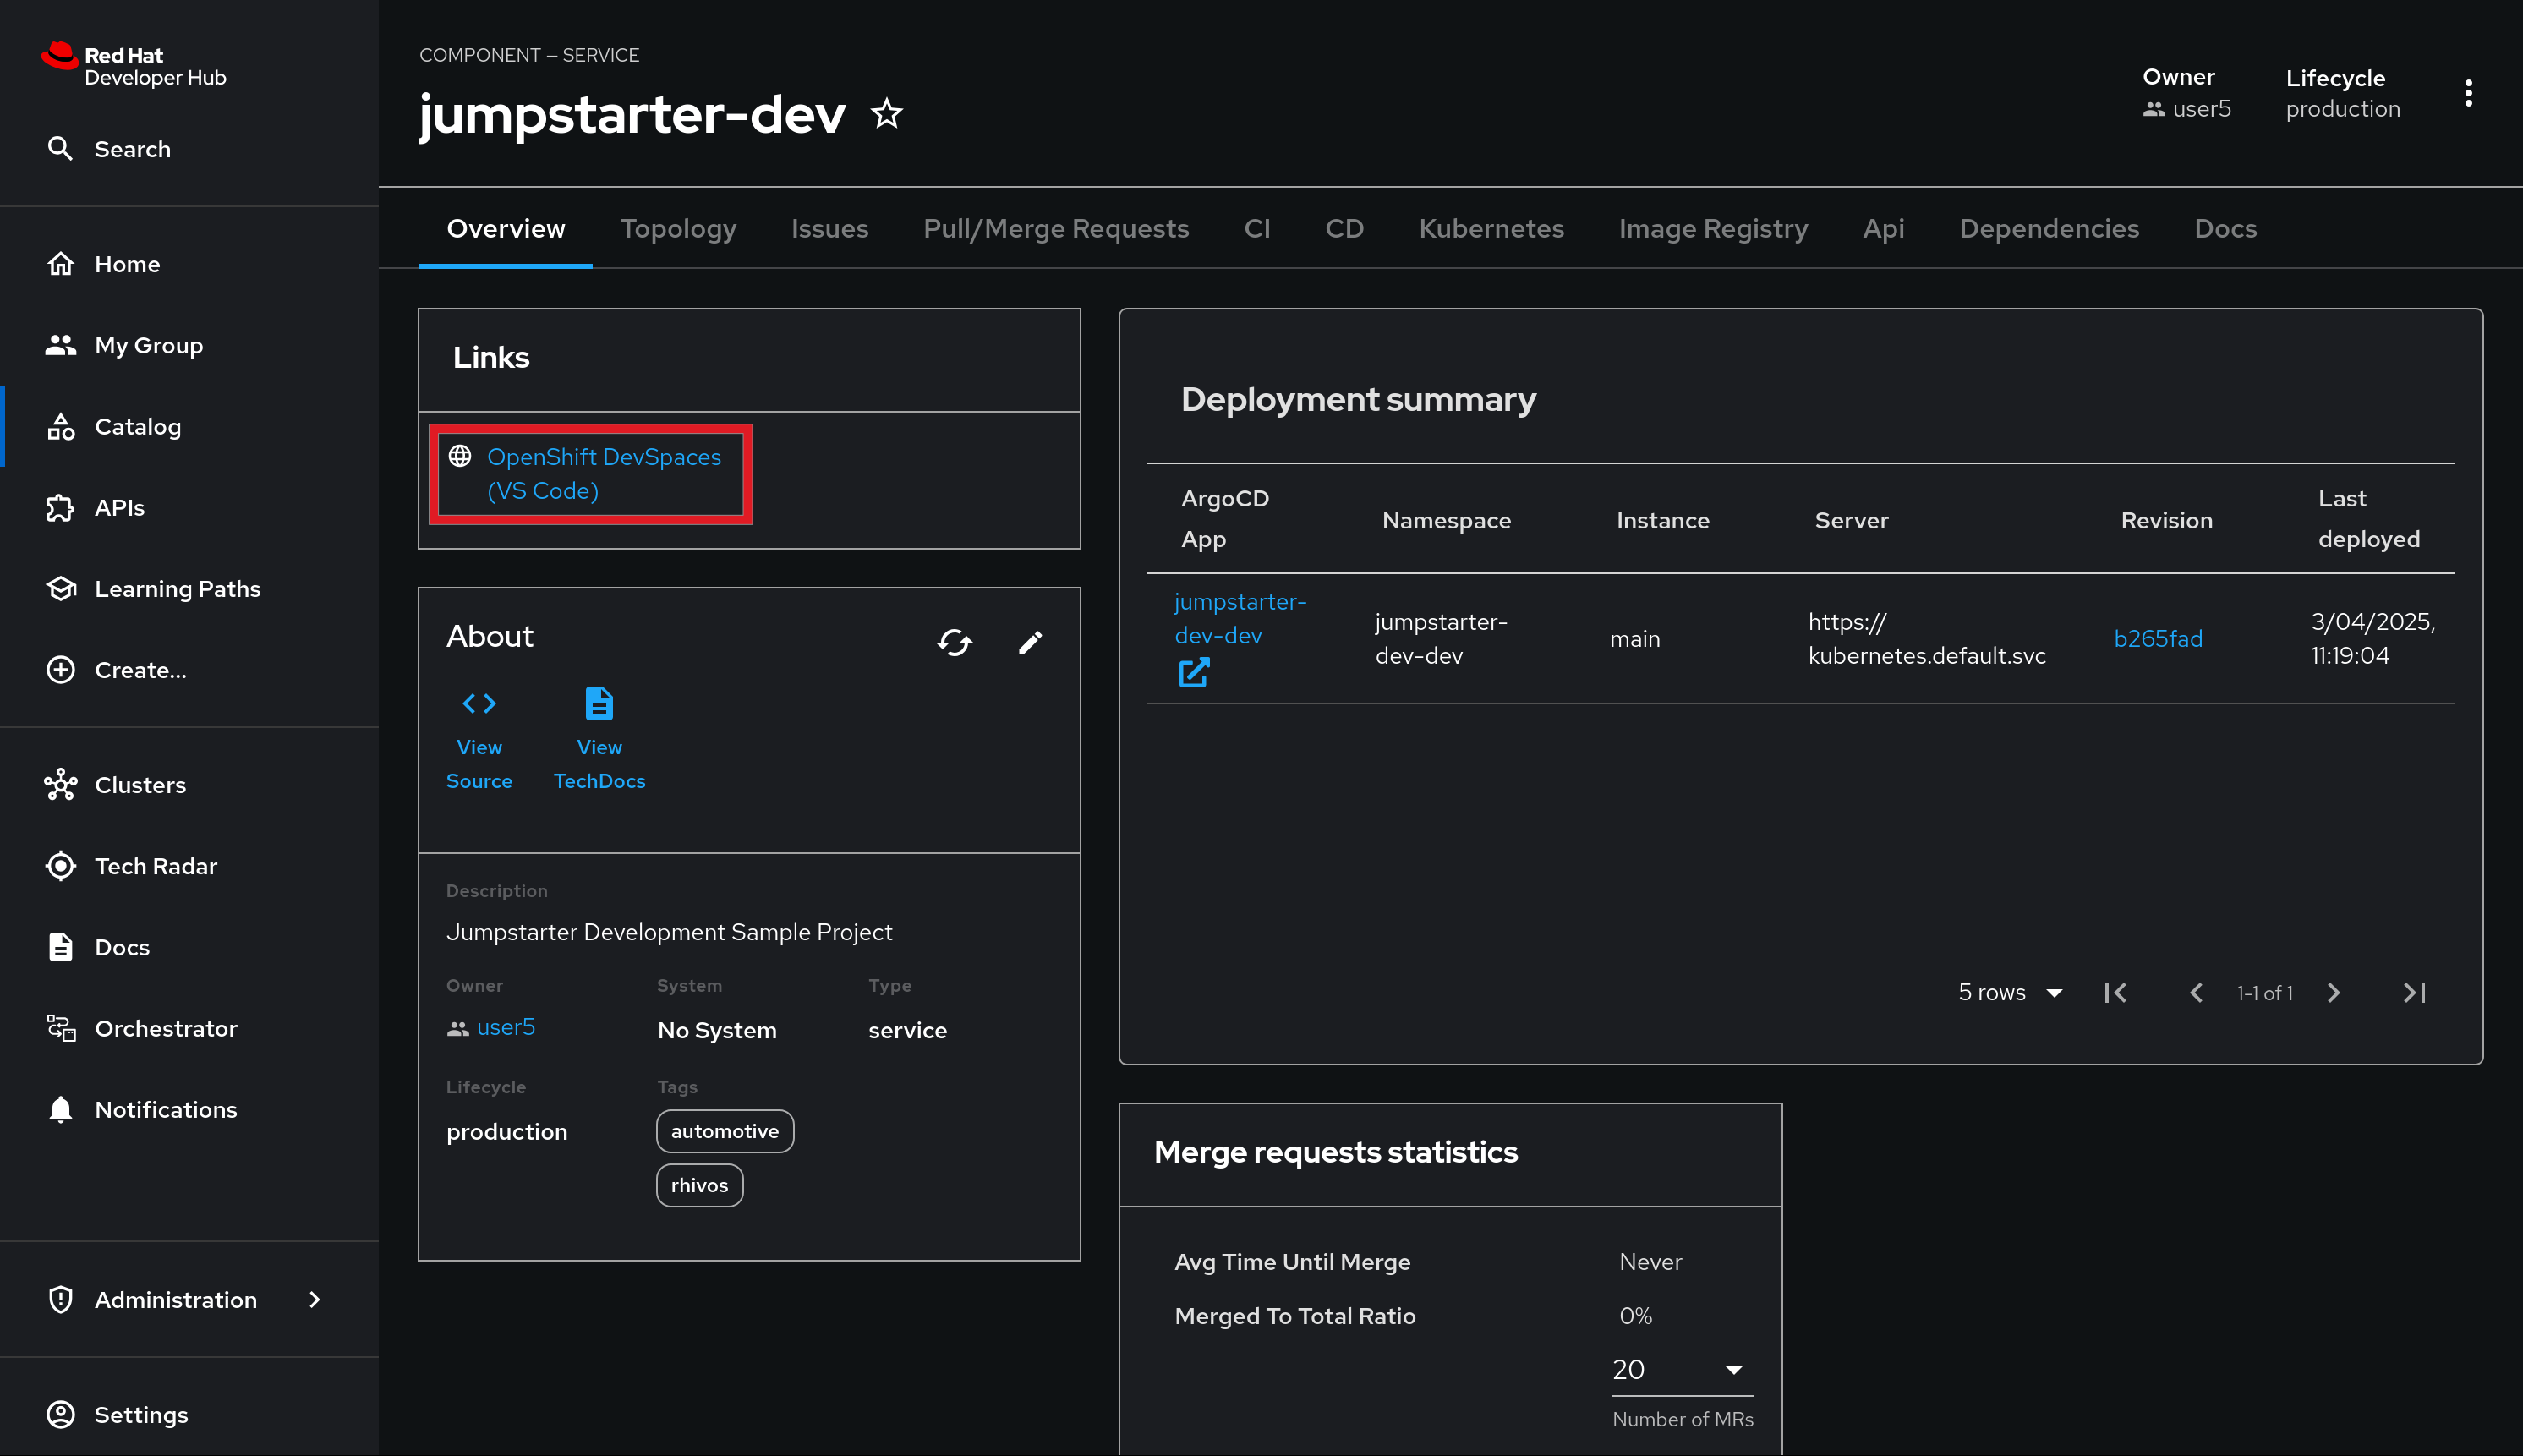 Red Hat
Developer Hub
Search
Home
My Group
Catalog
APIs
Learning Paths
Create...
Clusters
Tech Radar
Docs
Orchestrator
Notifications
Administration
Settings
COMPONENT — SERVICE
jumpstarter-dev
Owner
user5
Lifecycle
production
Overview Topology Issues Pull/Merge Requests CI CD Kubernetes Image Registry Api Dependencies Docs
Links
OpenShift DevSpaces
(VS Code)
About
View
Source
View
TechDocs
Description
Jumpstarter Development Sample Project
Owner
user5
System
No System
Type
service
Lifecycle
production
Tags
automotive
rhivos
Deployment summary
ArgoCD
App
Namespace
Instance
Server
Revision
Last
deployed
jumpstarter-
dev-dev
jumpstarter-
dev-dev
main
https://
kubernetes.default.svc
b265fad
3/04/2025,
11:19:04
5 rows
1-1 of 1
Merge requests statistics
Avg Time Until Merge Never
Merged To Total Ratio 0%
20
Number of MRs